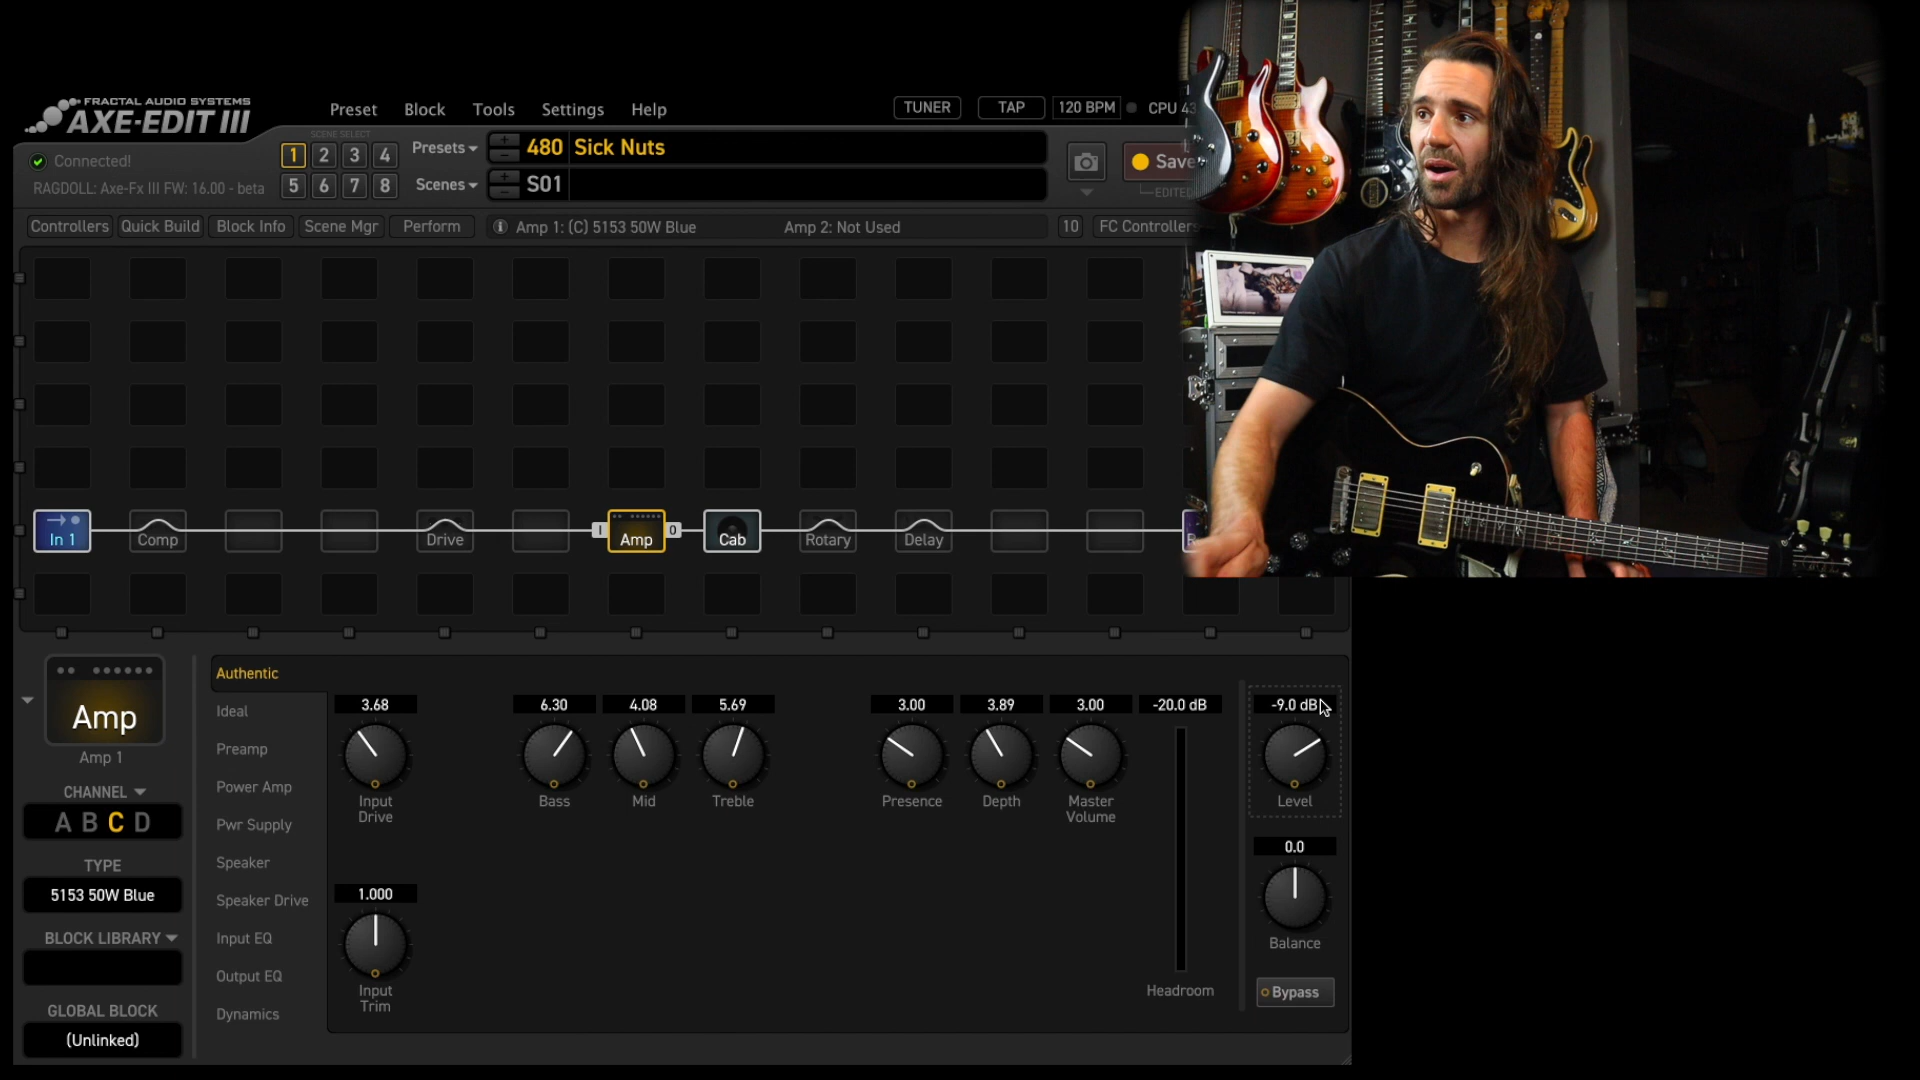 FRACTAL AUDIO SYSTEMS
AXE-EDIT III
Preset Block Tools Settings Help
TUNER TAP 120 BPM CPU 43
Connected!
RAGDOLL: Axe-Fx III FW: 16.00 - beta
SCENE SELECT
1 2 3 4
5 6 7 8
Presets + - 480 Sick Nuts
Scenes + - S01
Save
EDITED
Controllers Quick Build Block Info Scene Mgr Perform
Amp 1: (C) 5153 50W Blue Amp 2: Not Used
10 FC Controllers
In 1 Comp Drive I Amp O Cab Rotary Delay R
Amp
Amp 1
CHANNEL
A B C D
TYPE
5153 50W Blue
BLOCK LIBRARY
GLOBAL BLOCK
(Unlinked)
Authentic
Ideal
Preamp
Power Amp
Pwr Supply
Speaker
Speaker Drive
Input EQ
Output EQ
Dynamics
3.68 6.30 4.08 5.69 3.00 3.89 3.00 -20.0 dB -9.0 dB
Input Drive
Bass
Mid
Treble
Presence
Depth
Master Volume
Level
1.000
Input Trim
Headroom
0.0
Balance
Bypass